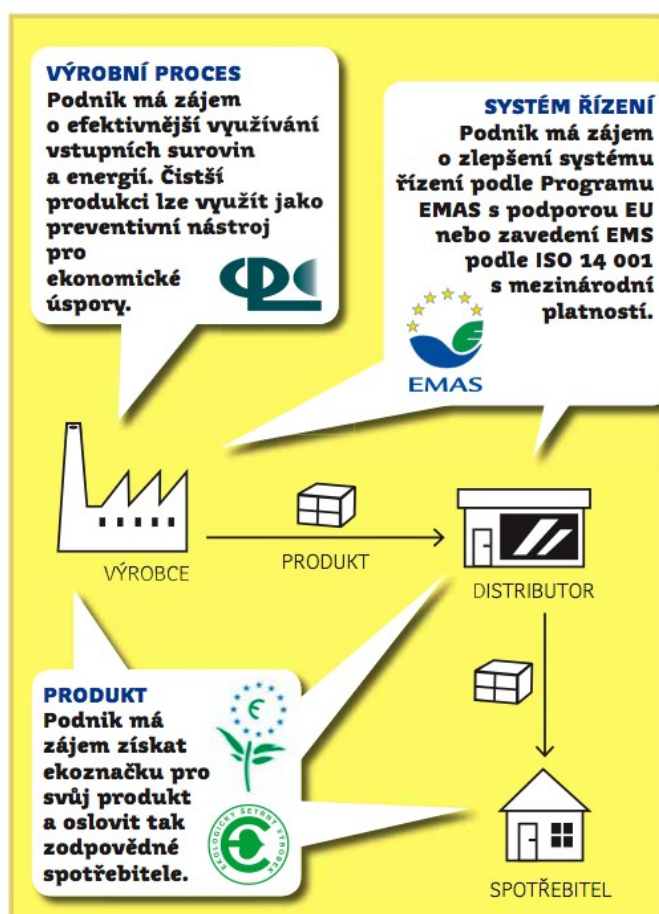 VÝROBNÍ PROCES
Podnik má zájem
o efektivnější využívání
vstupních surovin
a energií. Čistší
produkci lze využít jako
preventivní nástroj
pro
ekonomické
úspory.
SYSTÉM ŘÍZENÍ
Podnik má zájem
o zlepšení systému
řízení podle Programu
EMAS s podporou EU
nebo zavedení EMS
podle ISO 14 001
s mezinárodní
platností.
EMAS
VÝROBCE
PRODUKT
DISTRIBUTOR
PRODUKT
Podnik má
zájem získat
ekoznačku pro
svůj produkt
a oslovit tak
zodpovědné
spotřebitele.
EKOLOGICKY ŠETRNÝ VÝROBEK
SPOTŘEBITEL